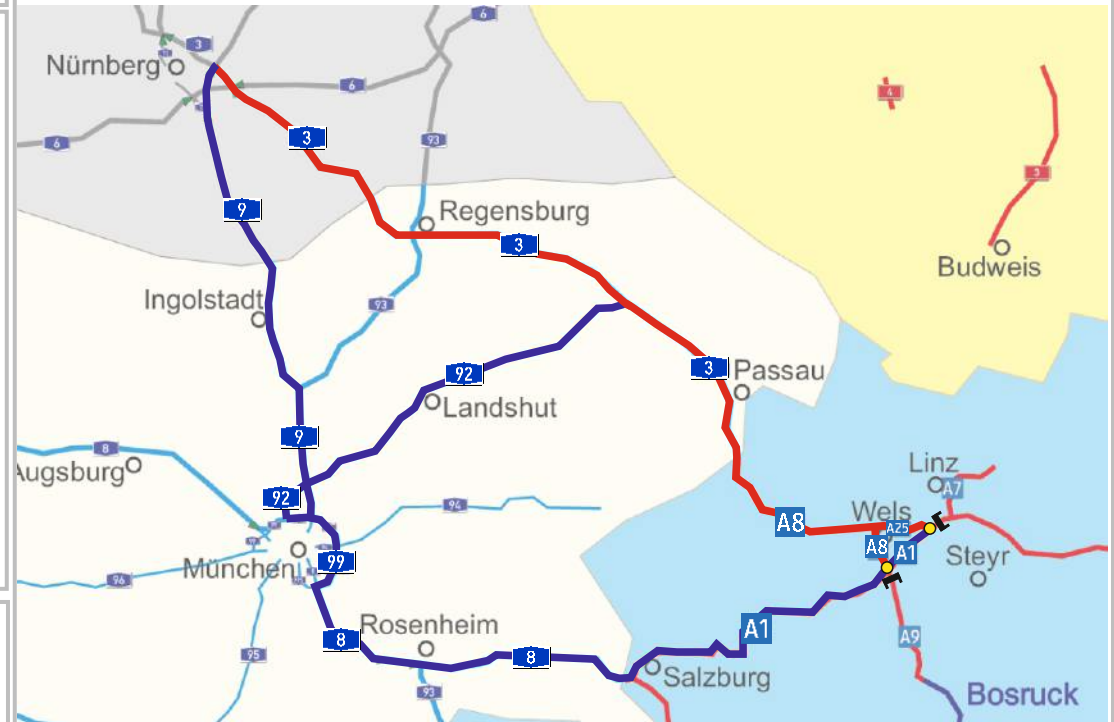 6
3
Nürnberg
4
6
3
93
6
3
9
Regensburg
3
Budweis
Ingolstadt
93
3
Passau
92
Landshut
9
8
Augsburg
Linz
A7
92
94
Wels
A8
A25
A8
A1
Steyr
99
München
96
Rosenheim
8
A1
A9
95
8
Salzburg
93
Bosruck